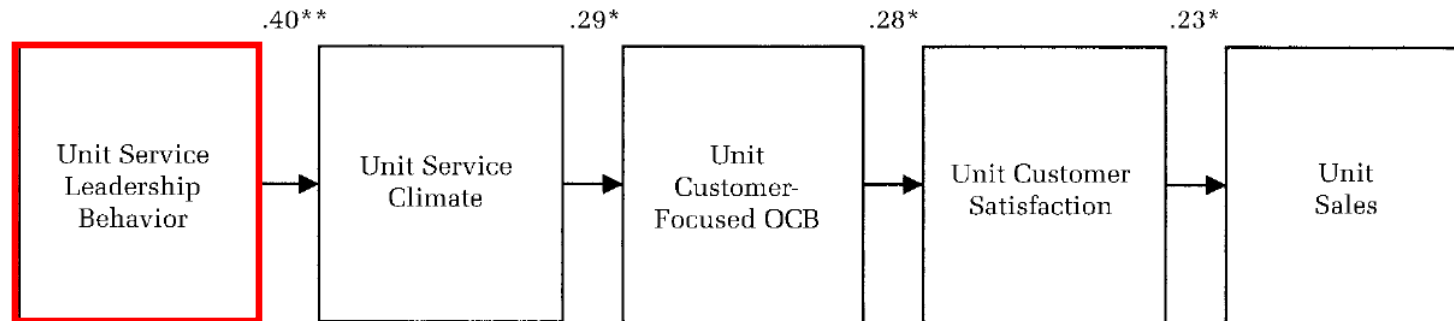 .40**
.29*
.28*
.23*
Unit Service
Leadership
Behavior
Unit Service
Climate
Unit
Customer-
Focused OCB
Unit Customer
Satisfaction
Unit
Sales